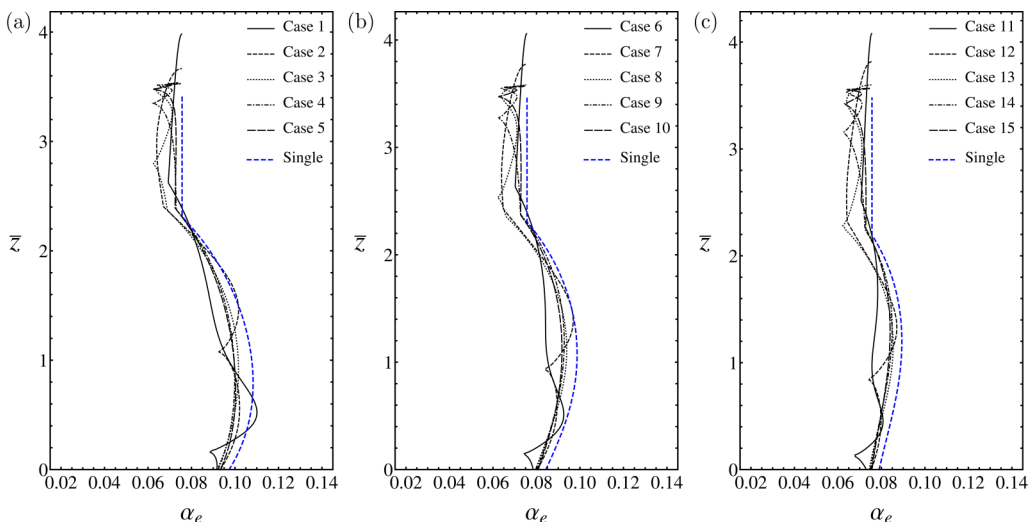 (a)
4
3
2
1
0
z̅
0.02 0.04 0.06 0.08 0.10 0.12 0.14
αₑ
Case 1
Case 2
Case 3
Case 4
Case 5
Single
(b)
4
3
2
1
0
z̅
0.02 0.04 0.06 0.08 0.10 0.12 0.14
αₑ
Case 6
Case 7
Case 8
Case 9
Case 10
Single
(c)
4
3
2
1
0
z̅
0.02 0.04 0.06 0.08 0.10 0.12 0.14
αₑ
Case 11
Case 12
Case 13
Case 14
Case 15
Single